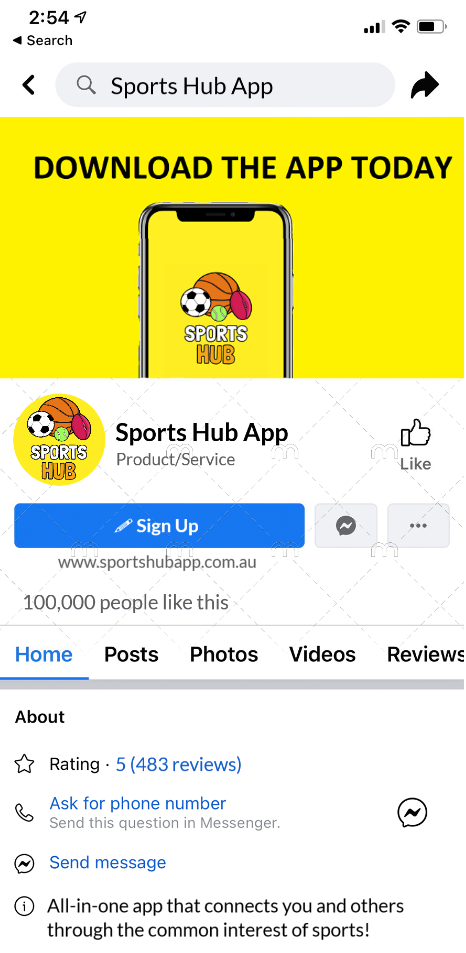 2:54
Search
Sports Hub App
DOWNLOAD THE APP TODAY
SPORTS
HUB
SPORTS
HUB
Sports Hub App
Product/Service
Like
Sign Up
www.sportshubapp.com.au
100,000 people like this
Home Posts Photos Videos Reviews
About
Rating · 5 (483 reviews)
Ask for phone number
Send this question in Messenger.
Send message
All-in-one app that connects you and others
through the common interest of sports!